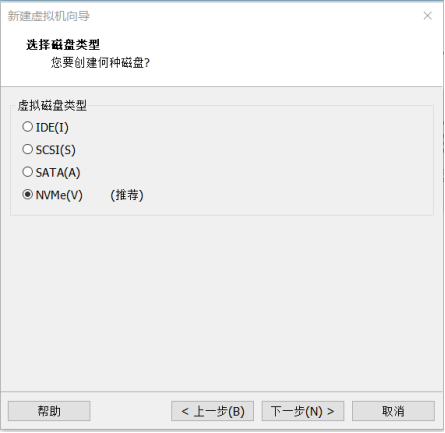 新建虚拟机向导
选择磁盘类型
您要创建何种磁盘?
虚拟磁盘类型
IDE(I)
SCSI(S)
SATA(A)
NVMe(V) (推荐)
帮助 < 上一步(B) 下一步(N) > 取消